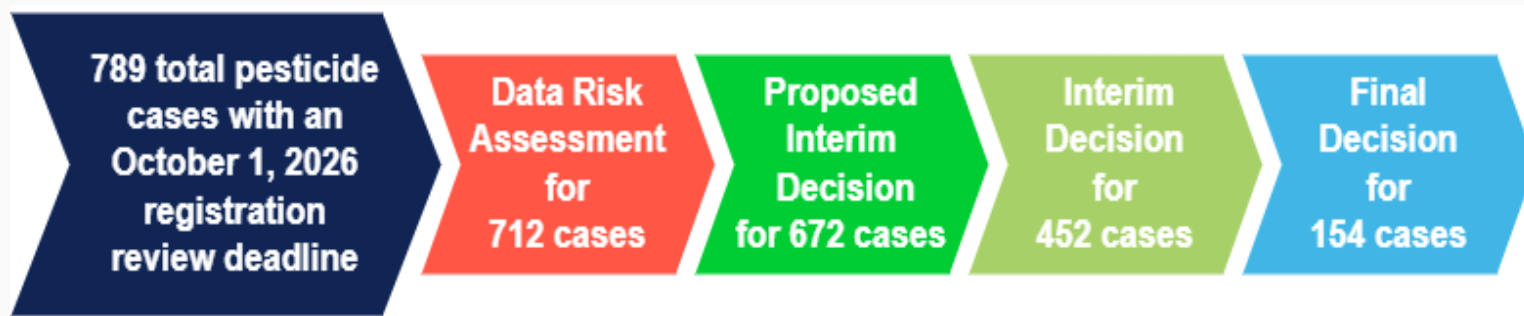 789 total pesticide
cases with an
October 1, 2026
registration
review deadline
Data Risk
Assessment
for
712 cases
Proposed
Interim
Decision
for 672 cases
Interim
Decision
for
452 cases
Final
Decision
for
154 cases